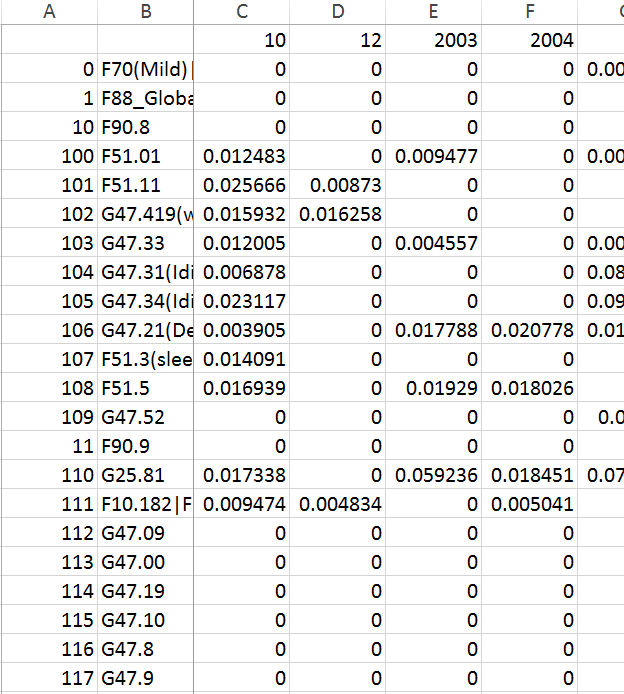 A B C D E F
10 12 2003 2004
0 F70(Mild)| 0 0 0 0 0.00
1 F88_Globa 0 0 0 0
10 F90.8 0 0 0 0
100 F51.01 0.012483 0 0.009477 0 0.00
101 F51.11 0.025666 0.00873 0 0
102 G47.419(w 0.015932 0.016258 0 0
103 G47.33 0.012005 0 0.004557 0 0.00
104 G47.31(Idi 0.006878 0 0 0 0.08
105 G47.34(Idi 0.023117 0 0 0 0.09
106 G47.21(De 0.003905 0 0.017788 0.020778 0.01
107 F51.3(slee 0.014091 0 0 0
108 F51.5 0.016939 0 0.01929 0.018026
109 G47.52 0 0 0 0 0.0
11 F90.9 0 0 0 0
110 G25.81 0.017338 0 0.059236 0.018451 0.07
111 F10.182|F 0.009474 0.004834 0 0.005041
112 G47.09 0 0 0 0
113 G47.00 0 0 0 0
114 G47.19 0 0 0 0
115 G47.10 0 0 0 0
116 G47.8 0 0 0 0
117 G47.9 0 0 0 0